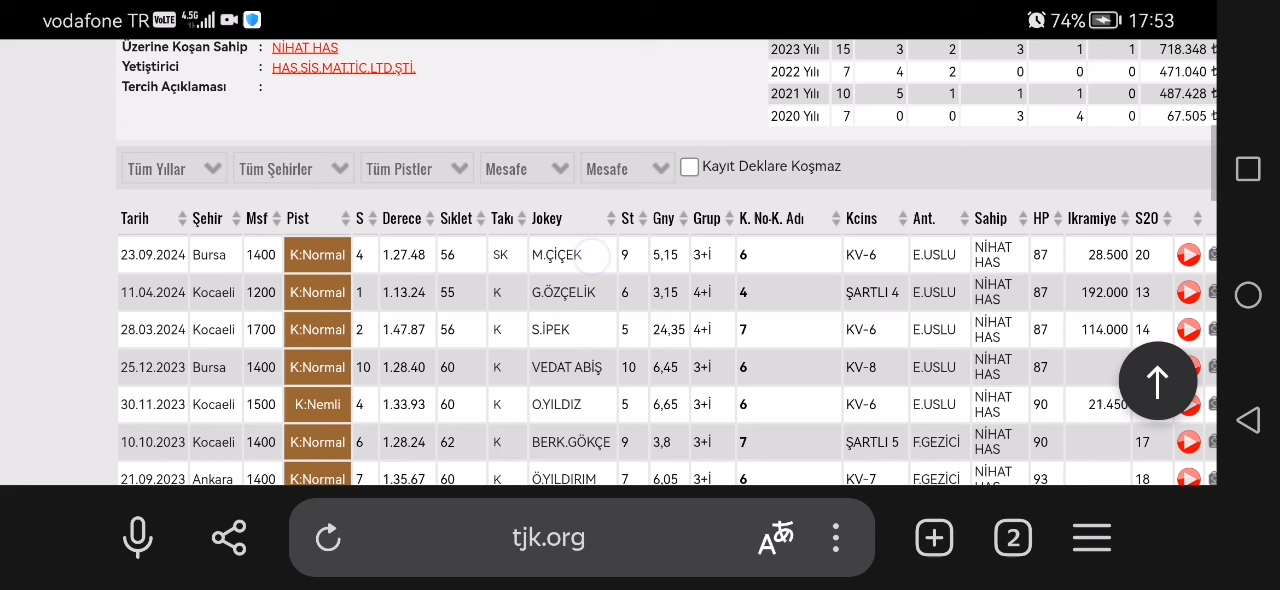 vodafone TR VoLTE 4.5G 1k 74% 17:53
Üzerine Koşan Sahip : NİHAT HAS
Yetiştirici : HAS.SİS.MAT.TİC.LTD.ŞTİ.
Tercih Açıklaması :
2023 Yılı 15 3 2 3 1 1 718.348 ₺
2022 Yılı 7 4 2 0 0 0 471.040 ₺
2021 Yılı 10 5 1 1 1 0 487.428 ₺
2020 Yılı 7 0 0 3 4 0 67.505 ₺
Tüm Yıllar Tüm Şehirler Tüm Pistler Mesafe Mesafe Kayıt Deklare Koşmaz
Tarih Şehir Msf Pist S Derece Sıklet Takı Jokey St Gny Grup K. No-K. Adı Kcins Ant. Sahip HP Ikramiye S20
23.09.2024 Bursa 1400 K:Normal 4 1.27.48 56 SK M.ÇİÇEK 9 5,15 3+İ 6 KV-6 E.USLU NİHAT HAS 87 28.500 20
11.04.2024 Kocaeli 1200 K:Normal 1 1.13.24 55 K G.ÖZÇELİK 6 3,15 4+İ 4 ŞARTLI 4 E.USLU NİHAT HAS 87 192.000 13
28.03.2024 Kocaeli 1700 K:Normal 2 1.47.87 56 K S.İPEK 5 24,35 4+İ 7 KV-6 E.USLU NİHAT HAS 87 114.000 14
25.12.2023 Bursa 1400 K:Normal 10 1.28.40 60 K VEDAT ABİŞ 10 6,45 3+İ 6 KV-8 E.USLU NİHAT HAS 87
30.11.2023 Kocaeli 1500 K:Nemli 4 1.33.93 60 K O.YILDIZ 5 6,65 3+İ 6 KV-6 E.USLU NİHAT HAS 90 21.450
10.10.2023 Kocaeli 1400 K:Normal 6 1.28.24 62 K BERK.GÖKÇE 9 3,8 3+İ 7 ŞARTLI 5 F.GEZİCİ NİHAT HAS 90 17
21.09.2023 Ankara 1400 K:Normal 7 1.35.67 60 K Ö.YILDIRIM 7 6,05 3+İ 6 KV-7 F.GEZİCİ NİHAT HAS 93 18
tjk.org Aあ 2